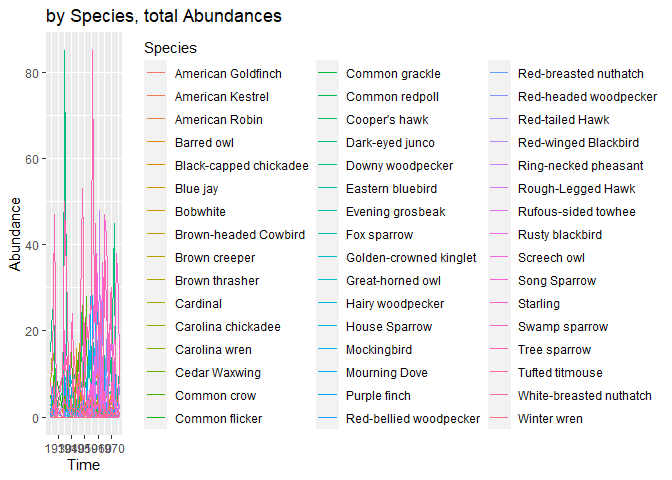 by Species, total Abundances
Species
American Goldfinch
American Kestrel
American Robin
Barred owl
Black-capped chickadee
Blue jay
Bobwhite
Brown-headed Cowbird
Brown creeper
Brown thrasher
Cardinal
Carolina chickadee
Carolina wren
Cedar Waxwing
Common crow
Common flicker
Common grackle
Common redpoll
Cooper's hawk
Dark-eyed junco
Downy woodpecker
Eastern bluebird
Evening grosbeak
Fox sparrow
Golden-crowned kinglet
Great-horned owl
Hairy woodpecker
House Sparrow
Mockingbird
Mourning Dove
Purple finch
Red-bellied woodpecker
Red-breasted nuthatch
Red-headed woodpecker
Red-tailed Hawk
Red-winged Blackbird
Ring-necked pheasant
Rough-Legged Hawk
Rufous-sided towhee
Rusty blackbird
Screech owl
Song Sparrow
Starling
Swamp sparrow
Tree sparrow
Tufted titmouse
White-breasted nuthatch
Winter wren
Abundance
80
60
40
20
0
Time